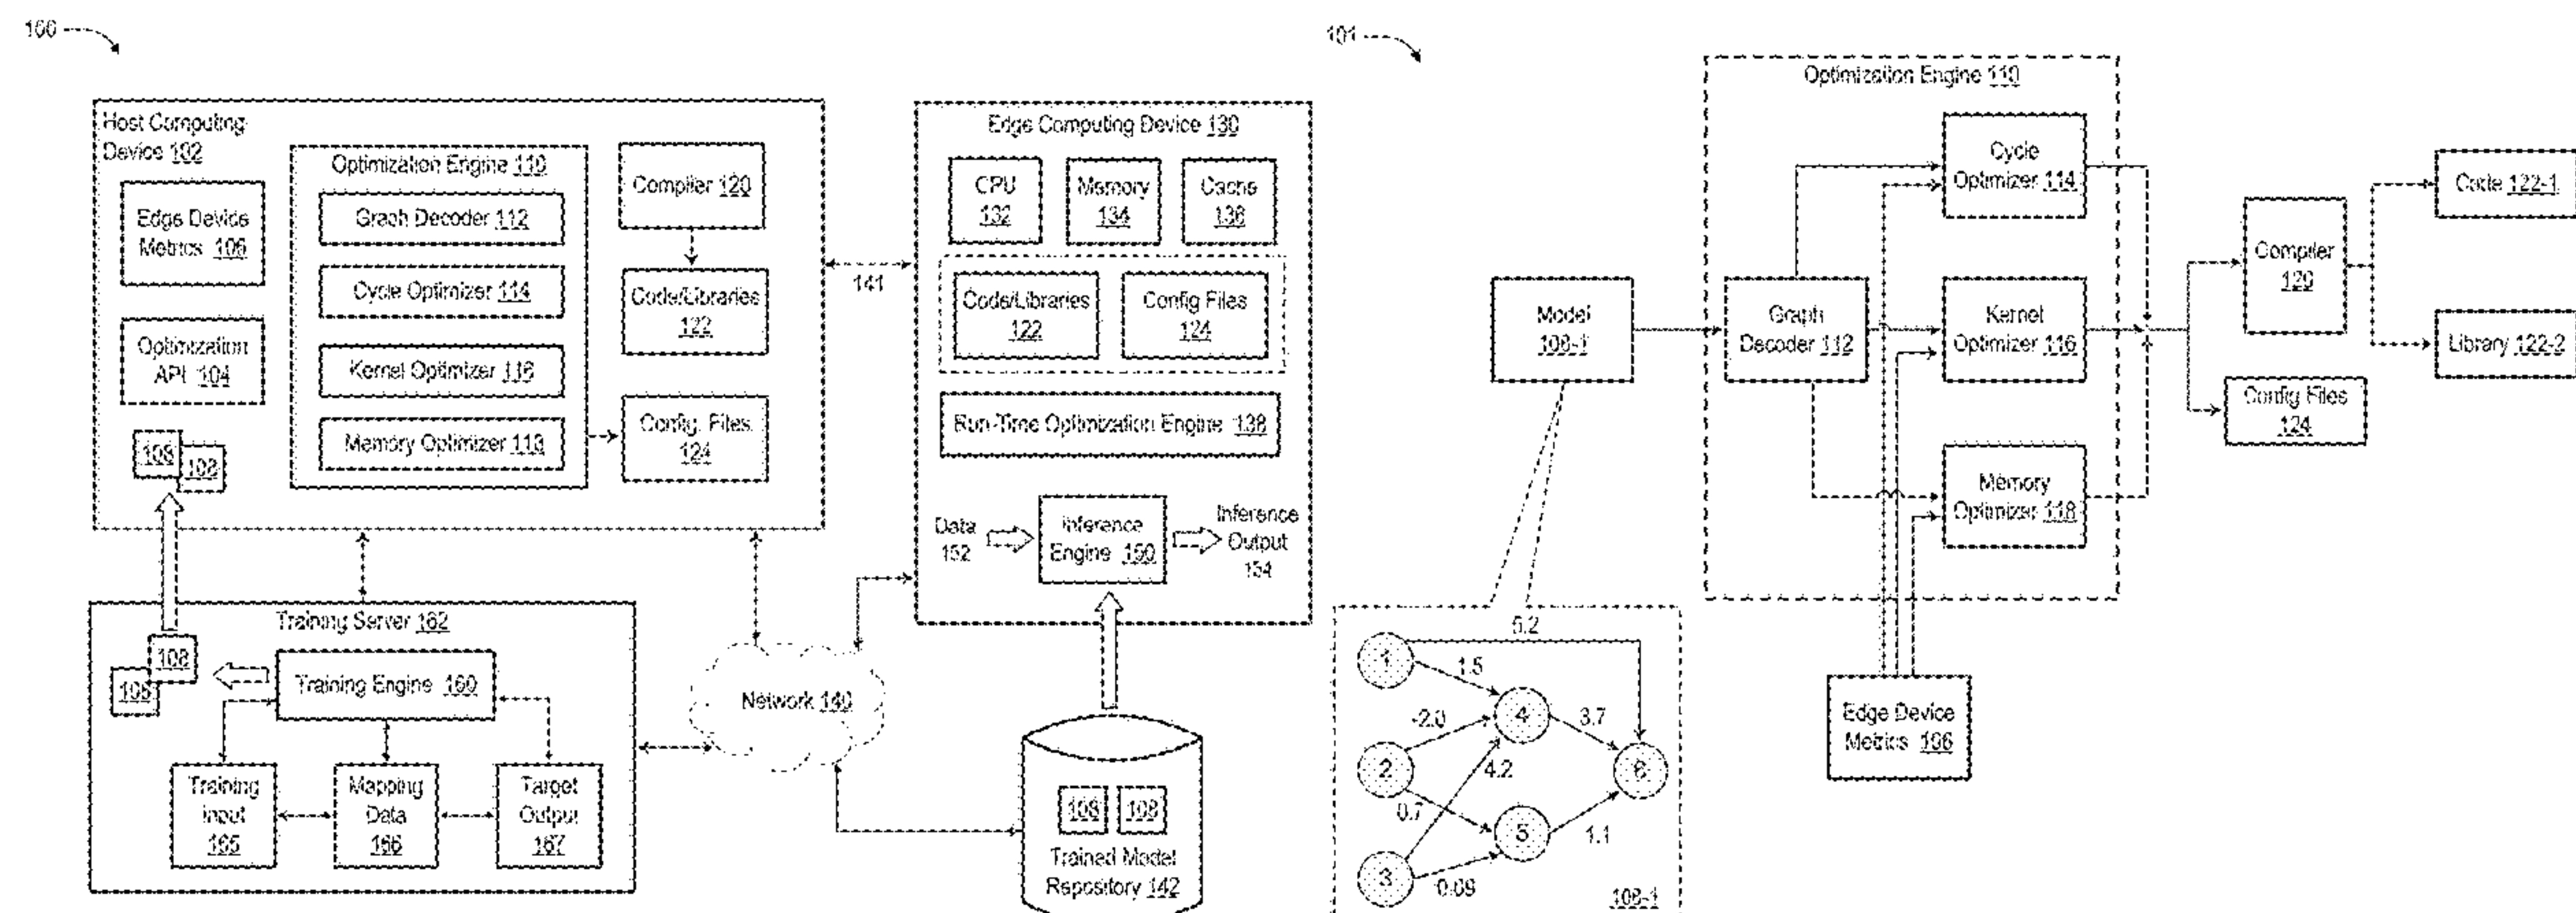 100
Host Computing
Device 102
Edge Device
Metrics 106
Optimization
API 104
108
108
Optimization Engine 110
Graph Decoder 112
Cycle Optimizer 114
Kernel Optimizer 116
Memory Optimizer 118
Compiler 120
Code/Libraries
122
Config. Files
124
141
Edge Computing Device 130
CPU
132
Memory
134
Cache
136
Code/Libraries
122
Config Files
124
Run-Time Optimization Engine 138
Data
152
Inference
Engine 150
Inference
Output
154
Training Server 162
108
108
Training Engine 160
Training
Input
165
Mapping
Data
166
Target
Output
167
Network 140
108
108
Trained Model
Repository 142
101
Optimization Engine 110
Model
108-1
Graph
Decoder 112
Cycle
Optimizer 114
Kernel
Optimizer 116
Memory
Optimizer 118
Compiler
120
Config Files
124
Code 122-1
Library 122-2
Edge Device
Metrics 106
5.2
1
1.5
-2.0
4
3.7
2
4.2
6
0.7
5
1.1
3
0.09
108-1